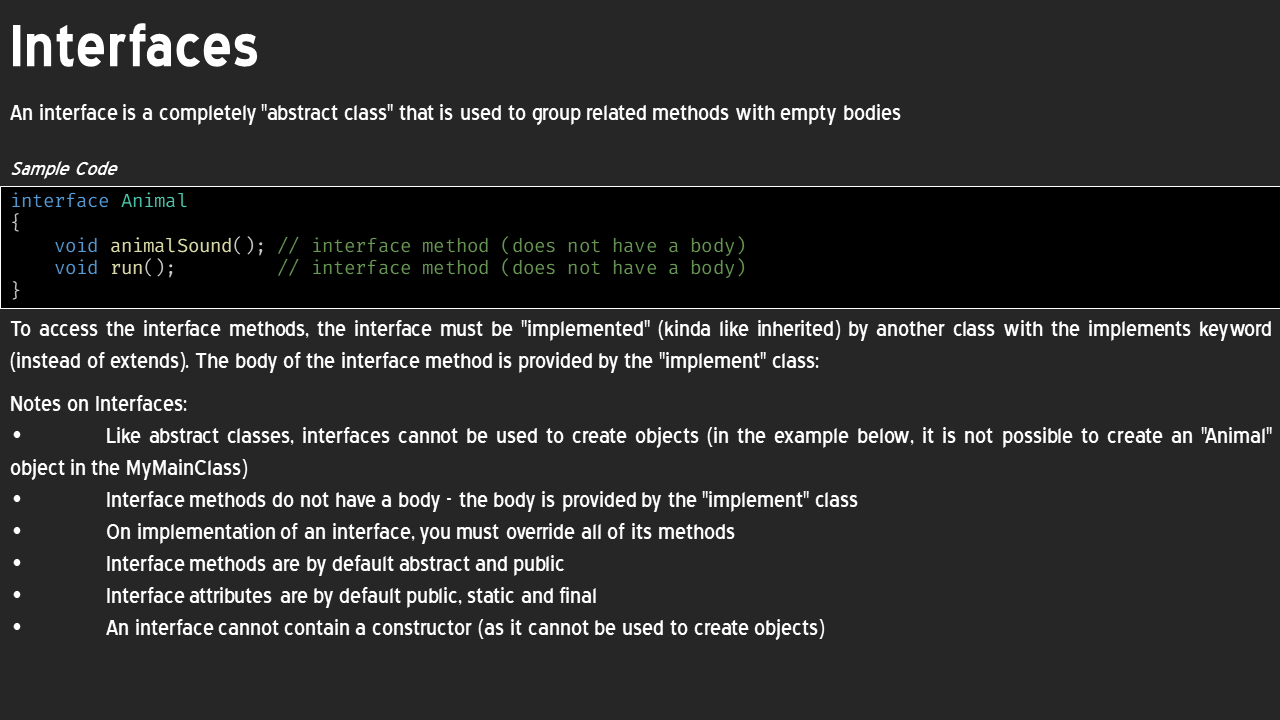 Interfaces
An interface is a completely "abstract class" that is used to group related methods with empty bodies
Sample Code
interface Animal
{
    void animalSound(); // interface method (does not have a body)
    void run();         // interface method (does not have a body)
}
To access the interface methods, the interface must be "implemented" (kinda like inherited) by another class with the implements keyword
(instead of extends). The body of the interface method is provided by the "implement" class:
Notes on Interfaces:
• Like abstract classes, interfaces cannot be used to create objects (in the example below, it is not possible to create an "Animal"
object in the MyMainClass)
• Interface methods do not have a body - the body is provided by the "implement" class
• On implementation of an interface, you must override all of its methods
• Interface methods are by default abstract and public
• Interface attributes are by default public, static and final
• An interface cannot contain a constructor (as it cannot be used to create objects)